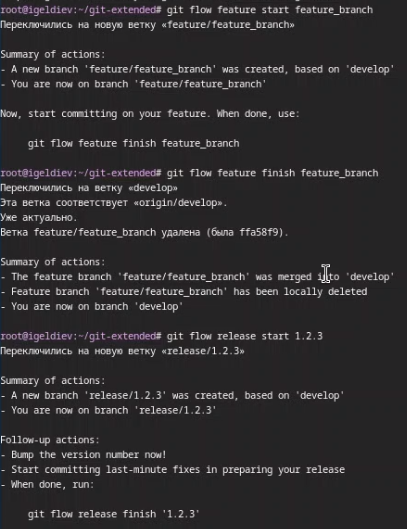 root@igeldiev:~/git-extended# git flow feature start feature_branch
Переключились на новую ветку «feature/feature_branch»
Summary of actions:
- A new branch 'feature/feature_branch' was created, based on 'develop'
- You are now on branch 'feature/feature_branch'
Now, start committing on your feature. When done, use:
git flow feature finish feature_branch
root@igeldiev:~/git-extended# git flow feature finish feature_branch
Переключились на ветку «develop»
Эта ветка соответствует «origin/develop».
Уже актуально.
Ветка feature/feature_branch удалена (была ffa58f9).
Summary of actions:
- The feature branch 'feature/feature_branch' was merged into 'develop'
- Feature branch 'feature/feature_branch' has been locally deleted
- You are now on branch 'develop'
root@igeldiev:~/git-extended# git flow release start 1.2.3
Переключились на новую ветку «release/1.2.3»
Summary of actions:
- A new branch 'release/1.2.3' was created, based on 'develop'
- You are now on branch 'release/1.2.3'
Follow-up actions:
- Bump the version number now!
- Start committing last-minute fixes in preparing your release
- When done, run:
git flow release finish '1.2.3'